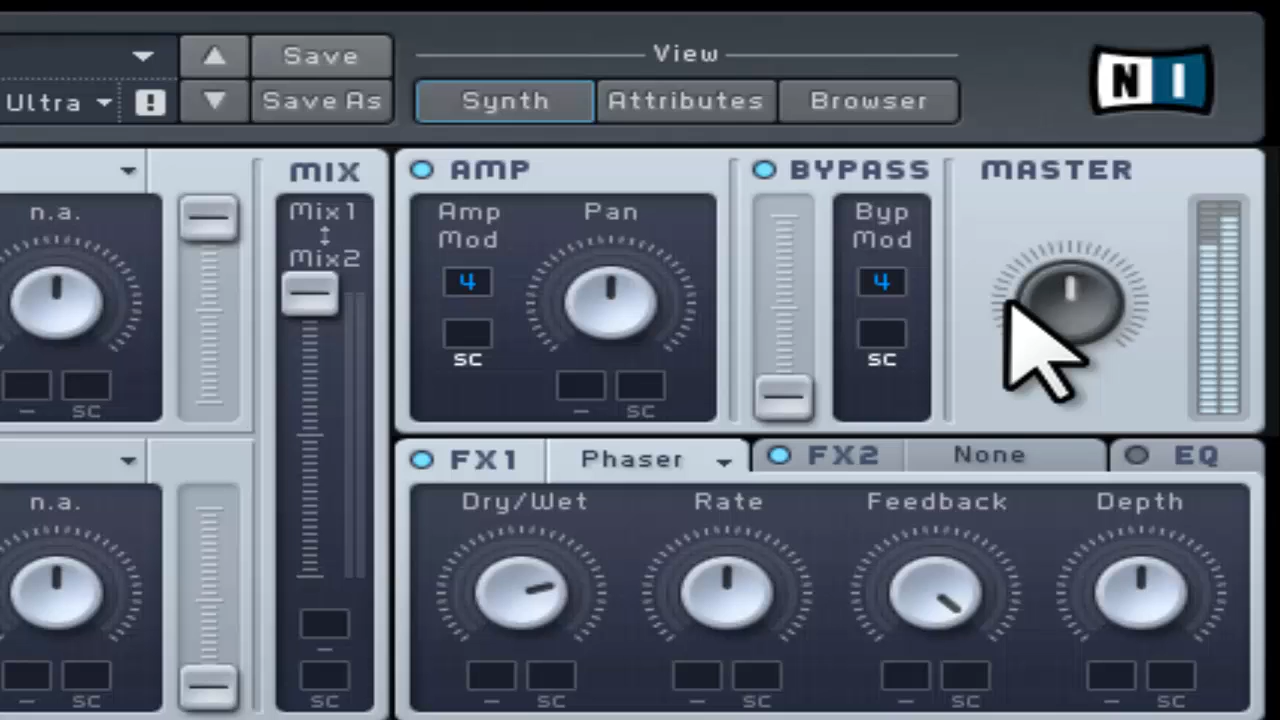 Save
View
Ultra
!
Save As
Synth
Attributes
Browser
NI
MIX
AMP
BYPASS
MASTER
n.a.
Mix1
Mix2
Amp
Mod
Pan
Byp
Mod
4
4
SC
SC
SC
SC
FX1
Phaser
FX2
None
EQ
n.a.
Dry/Wet
Rate
Feedback
Depth
SC
SC
SC
SC
SC
SC